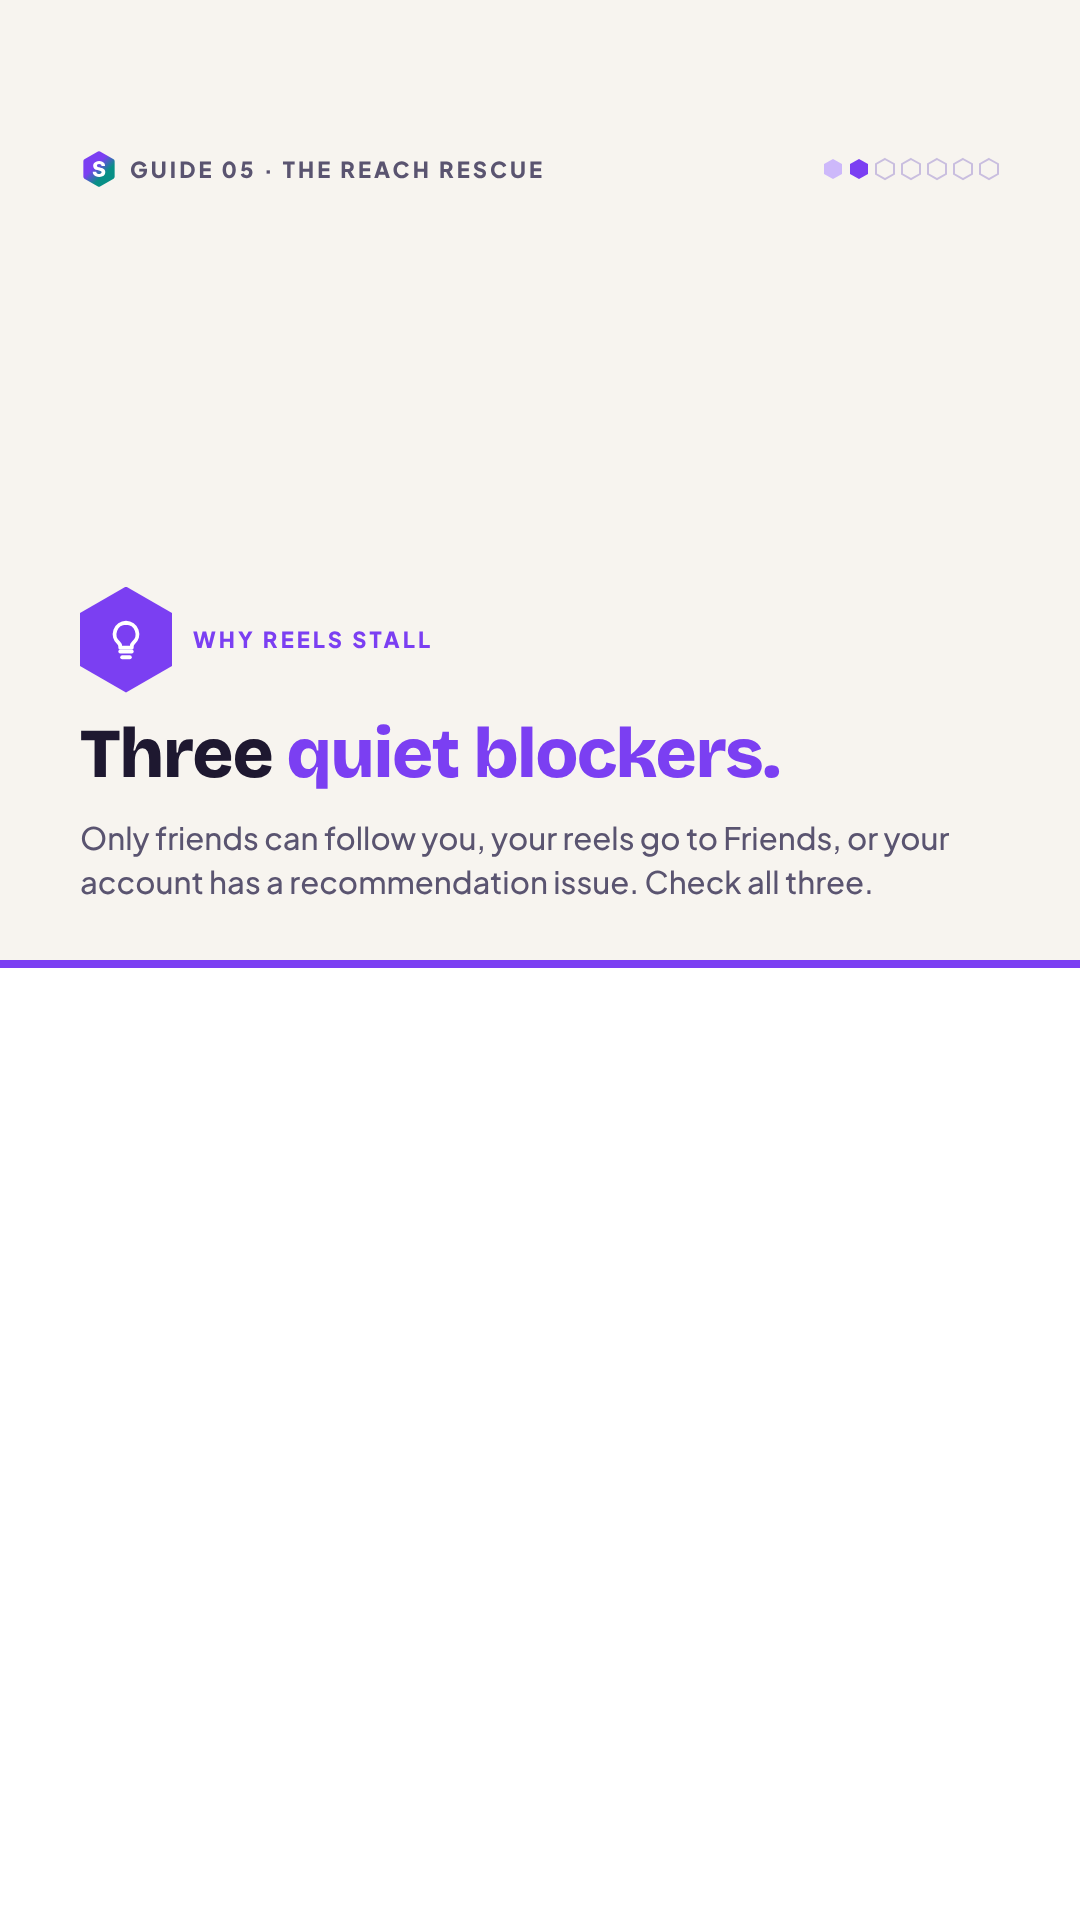 S GUIDE 05 · THE REACH RESCUE
WHY REELS STALL
Three quiet blockers.
Only friends can follow you, your reels go to Friends, or your
account has a recommendation issue. Check all three.